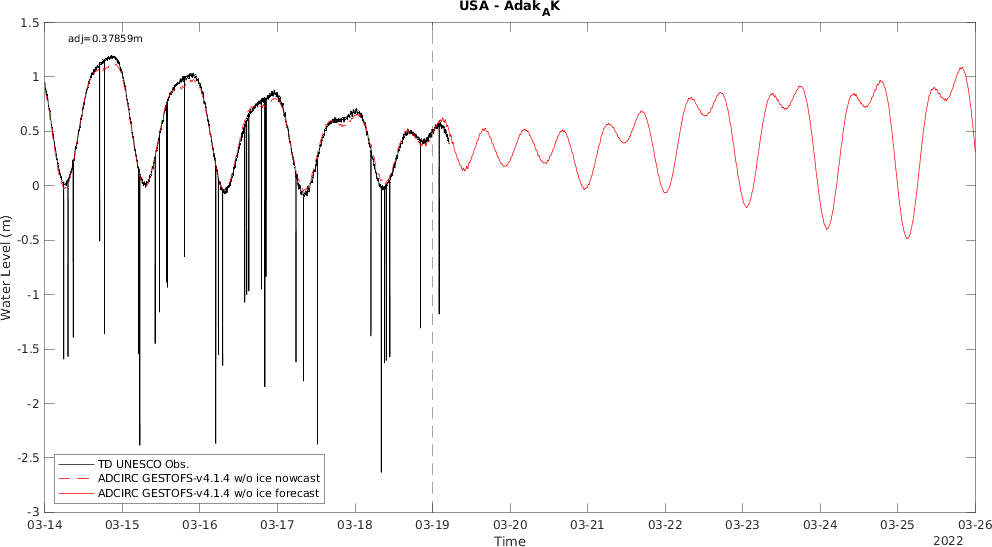 USA - Adak_AK
adj=0.37859m
1.5
1
0.5
0
-0.5
-1
-1.5
-2
-2.5
-3
Water Level (m)
TD UNESCO Obs.
ADCIRC GESTOFS-v4.1.4 w/o ice nowcast
ADCIRC GESTOFS-v4.1.4 w/o ice forecast
03-14 03-15 03-16 03-17 03-18 03-19 03-20 03-21 03-22 03-23 03-24 03-25 03-26
Time
2022